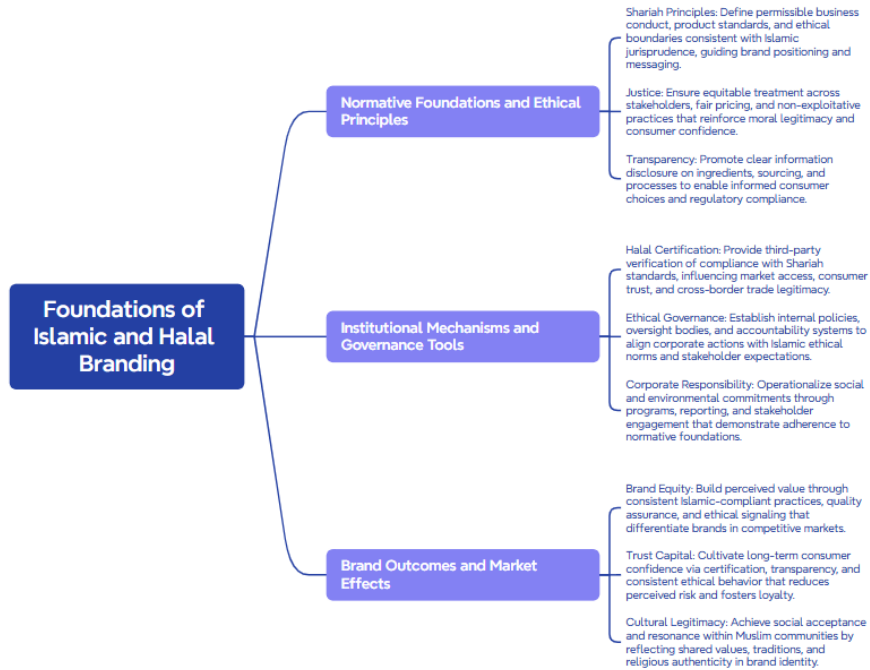 Foundations of
Islamic and Halal
Branding
Normative Foundations and Ethical
Principles
Shariah Principles: Define permissible business
conduct, product standards, and ethical
boundaries consistent with Islamic
jurisprudence, guiding brand positioning and
messaging.
Justice: Ensure equitable treatment across
stakeholders, fair pricing, and non-exploitative
practices that reinforce moral legitimacy and
consumer confidence.
Transparency: Promote clear information
disclosure on ingredients, sourcing, and
processes to enable informed consumer
choices and regulatory compliance.
Institutional Mechanisms and
Governance Tools
Halal Certification: Provide third-party
verification of compliance with Shariah
standards, influencing market access, consumer
trust, and cross-border trade legitimacy.
Ethical Governance: Establish internal policies,
oversight bodies, and accountability systems to
align corporate actions with Islamic ethical
norms and stakeholder expectations.
Corporate Responsibility: Operationalize social
and environmental commitments through
programs, reporting, and stakeholder
engagement that demonstrate adherence to
normative foundations.
Brand Outcomes and Market
Effects
Brand Equity: Build perceived value through
consistent Islamic-compliant practices, quality
assurance, and ethical signaling that
differentiate brands in competitive markets.
Trust Capital: Cultivate long-term consumer
confidence via certification, transparency, and
consistent ethical behavior that reduces
perceived risk and fosters loyalty.
Cultural Legitimacy: Achieve social acceptance
and resonance within Muslim communities by
reflecting shared values, traditions, and
religious authenticity in brand identity.